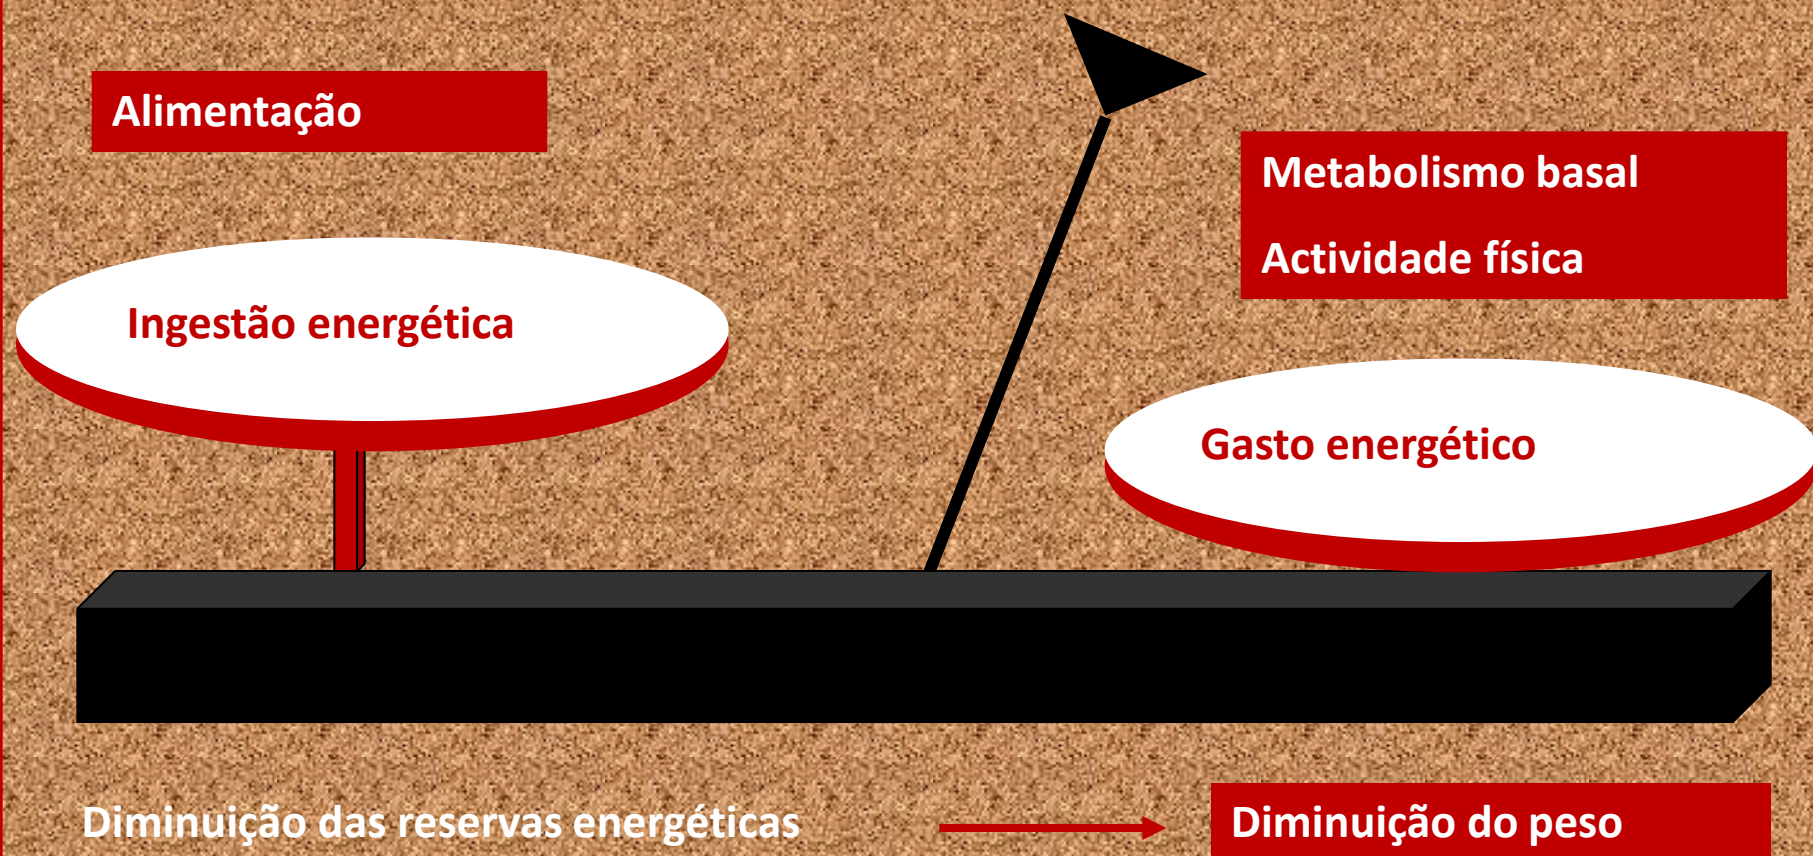 Alimentação
Metabolismo basal
Actividade física
Ingestão energética
Gasto energético
Diminuição das reservas energéticas
Diminuição do peso